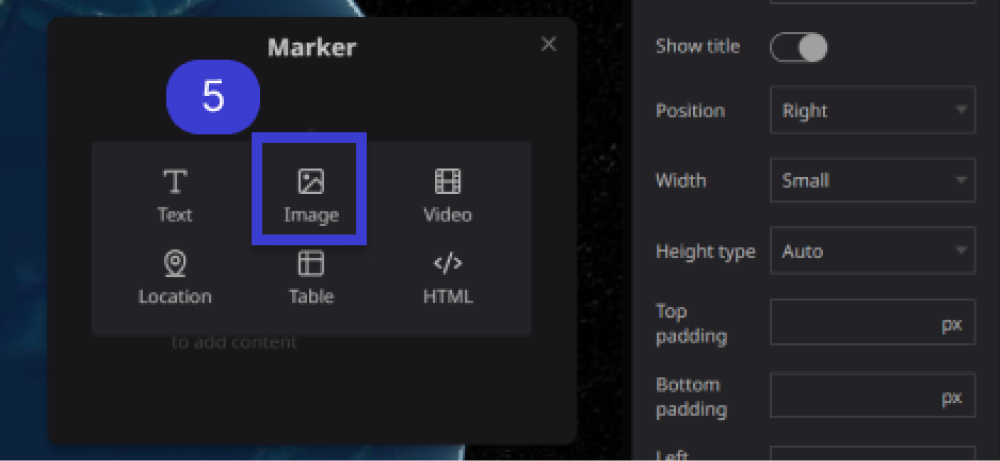 Marker
5
Text
Image
Video
Location
Table
HTML
to add content
Show title
Position
Right
Width
Small
Height type
Auto
Top
padding
px
Bottom
padding
px
Left